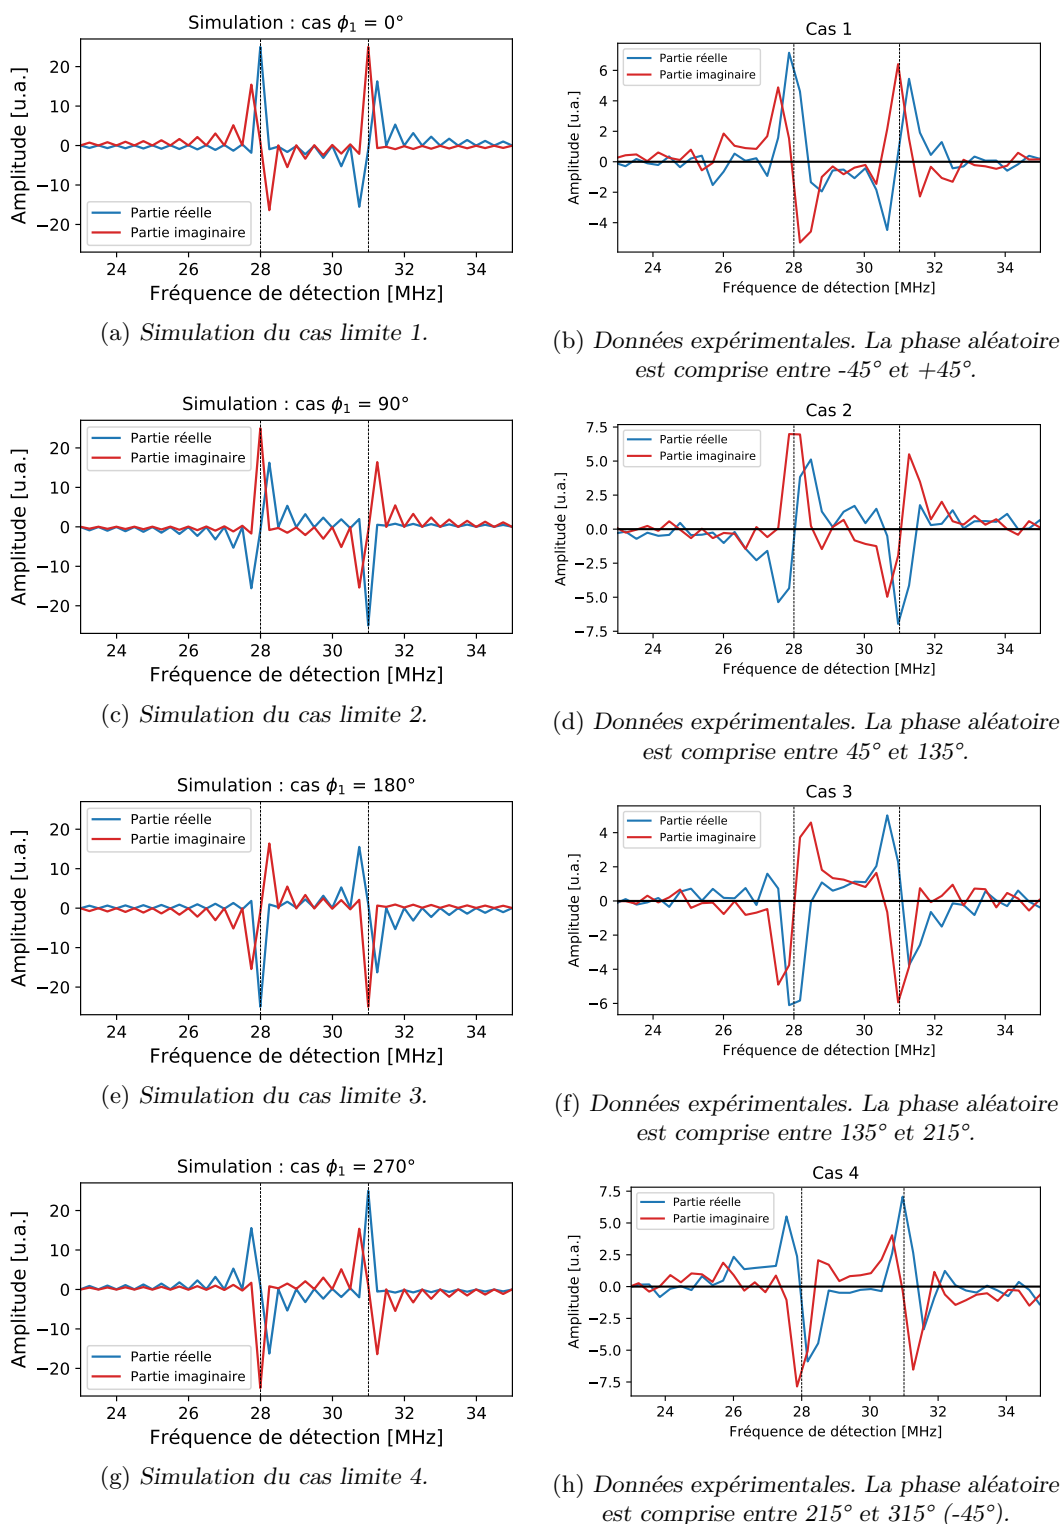 Simulation : cas ϕ₁ = 0°
Amplitude [u.a.]
20
10
0
−10
−20
Partie réelle
Partie imaginaire
24 26 28 30 32 34
Fréquence de détection [MHz]
(a) Simulation du cas limite 1.
Cas 1
Amplitude [u.a.]
6
4
2
0
−2
−4
Partie réelle
Partie imaginaire
24 26 28 30 32 34
Fréquence de détection [MHz]
(b) Données expérimentales. La phase aléatoire
est comprise entre -45° et +45°.
Simulation : cas ϕ₁ = 90°
Amplitude [u.a.]
20
10
0
−10
−20
Partie réelle
Partie imaginaire
24 26 28 30 32 34
Fréquence de détection [MHz]
(c) Simulation du cas limite 2.
Cas 2
Amplitude [u.a.]
7.5
5.0
2.5
0.0
−2.5
−5.0
−7.5
Partie réelle
Partie imaginaire
24 26 28 30 32 34
Fréquence de détection [MHz]
(d) Données expérimentales. La phase aléatoire
est comprise entre 45° et 135°.
Simulation : cas ϕ₁ = 180°
Amplitude [u.a.]
20
10
0
−10
−20
Partie réelle
Partie imaginaire
24 26 28 30 32 34
Fréquence de détection [MHz]
(e) Simulation du cas limite 3.
Cas 3
Amplitude [u.a.]
4
2
0
−2
−4
−6
Partie réelle
Partie imaginaire
24 26 28 30 32 34
Fréquence de détection [MHz]
(f) Données expérimentales. La phase aléatoire
est comprise entre 135° et 215°.
Simulation : cas ϕ₁ = 270°
Amplitude [u.a.]
20
10
0
−10
−20
Partie réelle
Partie imaginaire
24 26 28 30 32 34
Fréquence de détection [MHz]
(g) Simulation du cas limite 4.
Cas 4
Amplitude [u.a.]
7.5
5.0
2.5
0.0
−2.5
−5.0
−7.5
Partie réelle
Partie imaginaire
24 26 28 30 32 34
Fréquence de détection [MHz]
(h) Données expérimentales. La phase aléatoire
est comprise entre 215° et 315° (-45°).